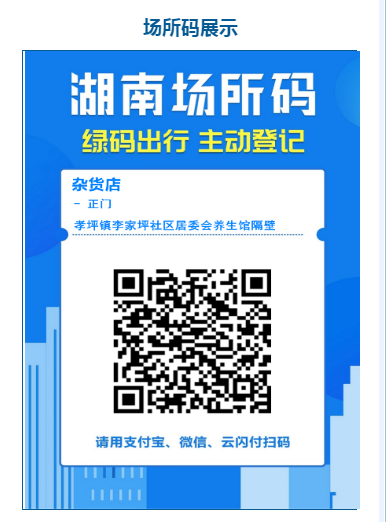 场所码展示
湖南场所码
绿码出行 主动登记
杂货店
- 正门
孝坪镇李家坪社区居委会养生馆隔壁
请用支付宝、微信、云闪付扫码